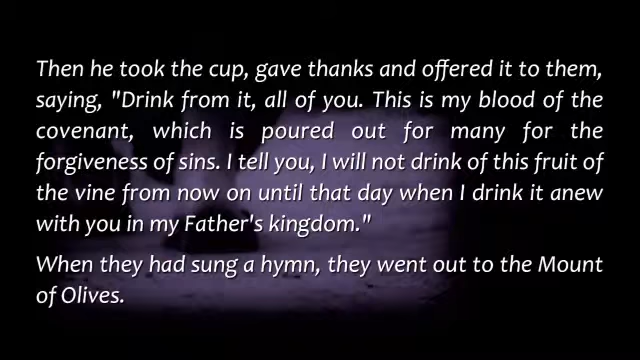 Then he took the cup, gave thanks and offered it to them,
saying, "Drink from it, all of you. This is my blood of the
covenant, which is poured out for many for the
forgiveness of sins. I tell you, I will not drink of this fruit of
the vine from now on until that day when I drink it anew
with you in my Father's kingdom."
When they had sung a hymn, they went out to the Mount
of Olives.